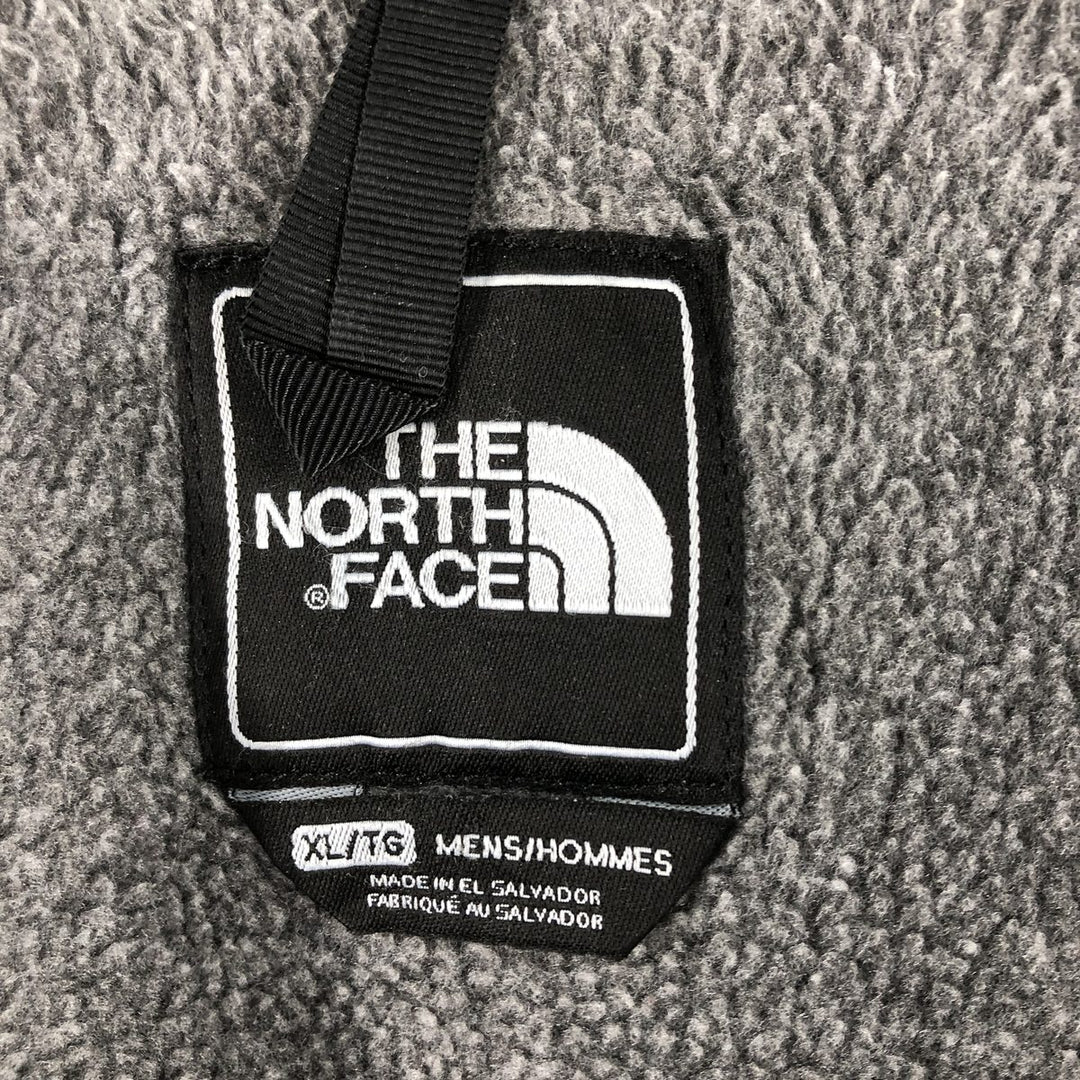 THE
NORTH
®FACE
XL/TG MENS/HOMMES
MADE IN EL SALVADOR
FABRIQUÉ AU SALVADOR